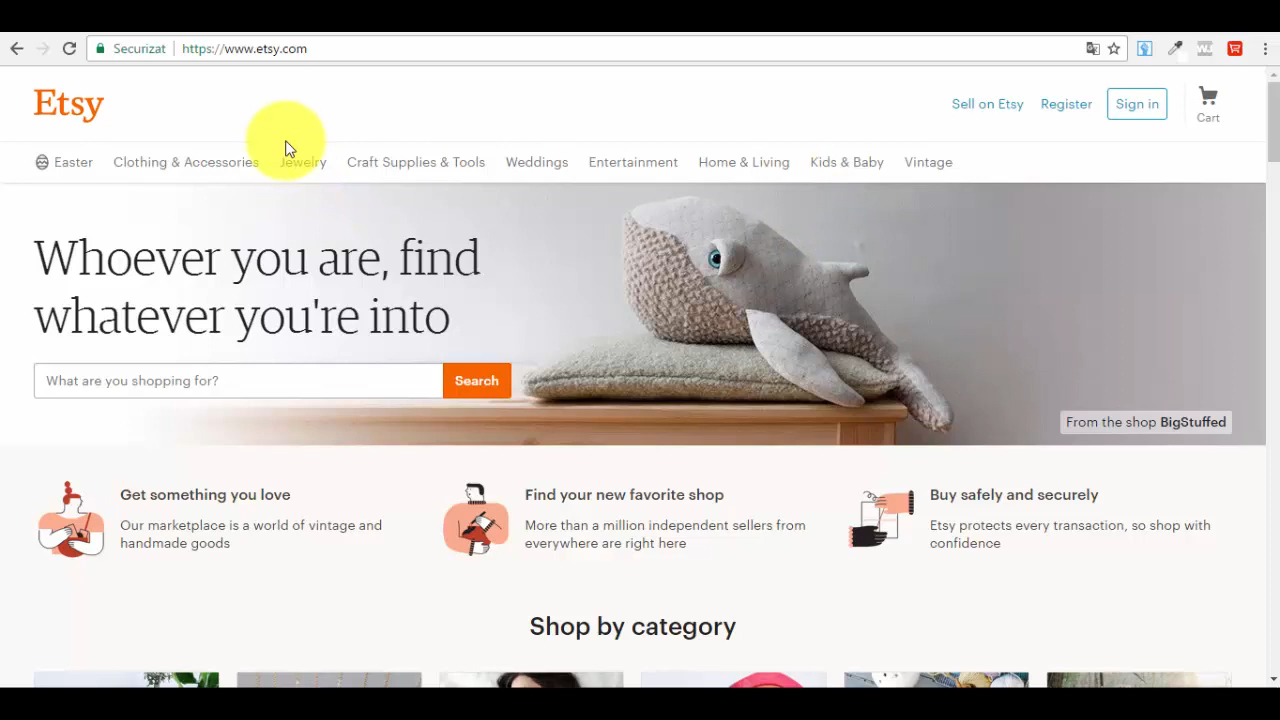 Securizat https://www.etsy.com
Etsy
Sell on Etsy Register Sign in
Cart
Easter Clothing & Accessories Jewelry Craft Supplies & Tools Weddings Entertainment Home & Living Kids & Baby Vintage
Whoever you are, find
whatever you're into
What are you shopping for? Search
From the shop BigStuffed
Get something you love
Our marketplace is a world of vintage and
handmade goods
Find your new favorite shop
More than a million independent sellers from
everywhere are right here
Buy safely and securely
Etsy protects every transaction, so shop with
confidence
Shop by category